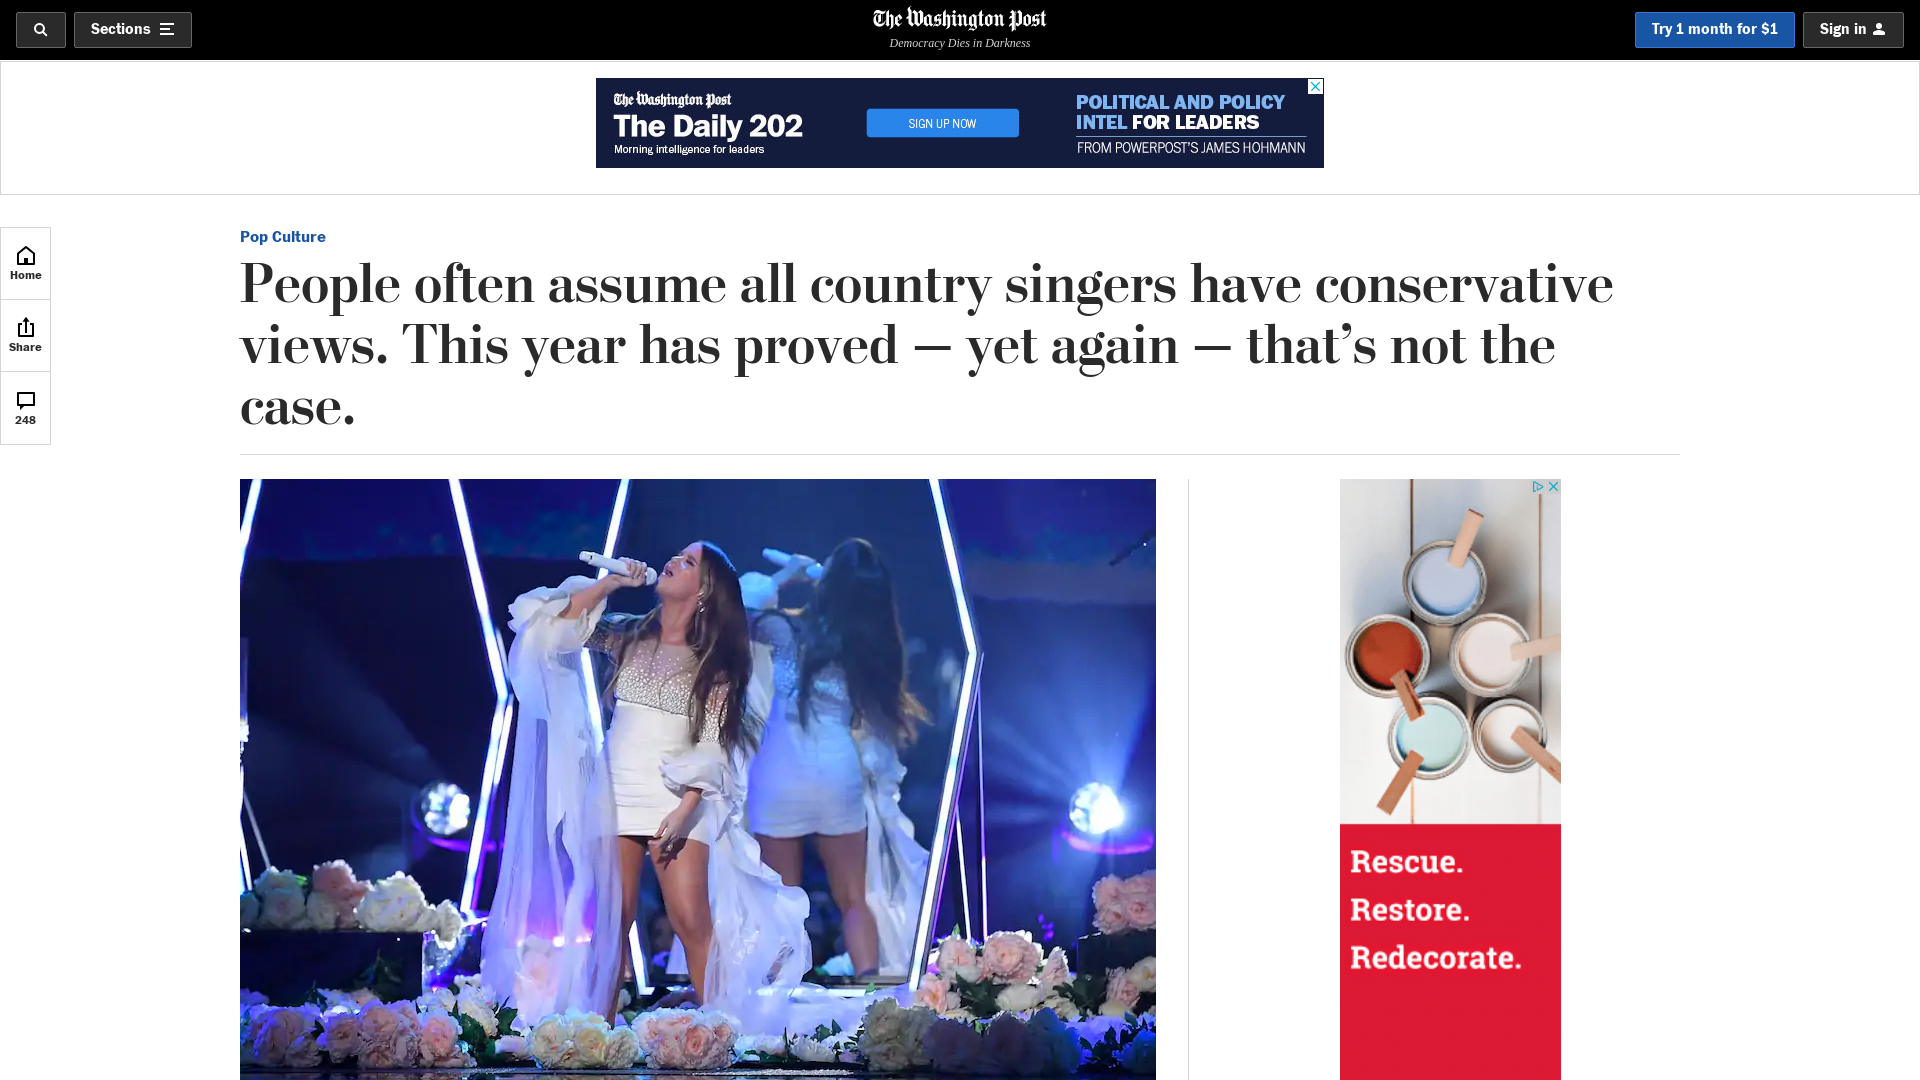 Sections
The Washington Post
Democracy Dies in Darkness
Try 1 month for $1
Sign in
The Washington Post
The Daily 202
Morning intelligence for leaders
SIGN UP NOW
POLITICAL AND POLICY
INTEL FOR LEADERS
FROM POWERPOST'S JAMES HOHMANN
Home
Share
248
Pop Culture
People often assume all country singers have conservative
views. This year has proved — yet again — that’s not the
case.
Rescue.
Restore.
Redecorate.